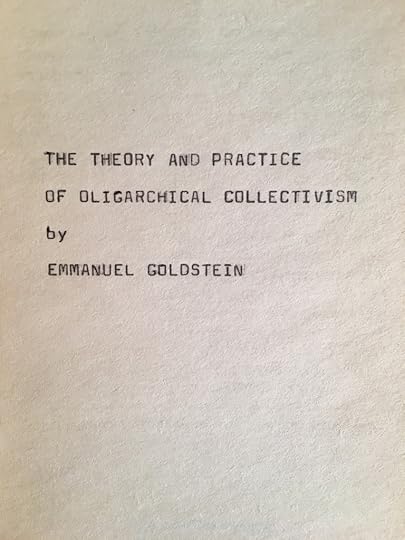 THE THEORY AND PRACTICE
OF OLIGARCHICAL COLLECTIVISM
by
EMMANUEL GOLDSTEIN